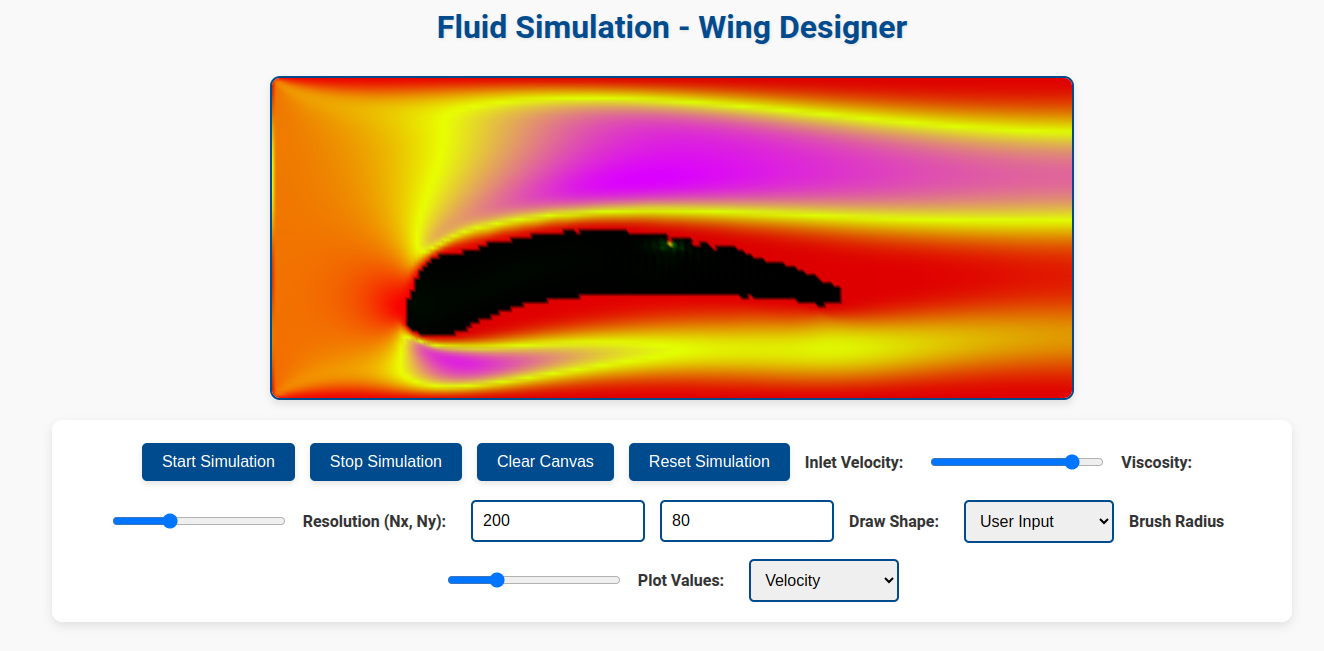 Fluid Simulation - Wing Designer
Start Simulation Stop Simulation Clear Canvas Reset Simulation Inlet Velocity: Viscosity:
Resolution (Nx, Ny): 200 80 Draw Shape: User Input Brush Radius
Plot Values: Velocity